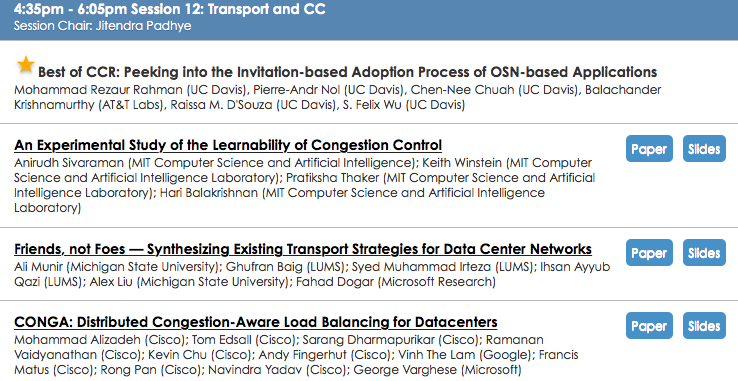 4:35pm - 6:05pm Session 12: Transport and CC
Session Chair: Jitendra Padhye
Best of CCR: Peeking into the Invitation-based Adoption Process of OSN-based Applications
Mohammad Rezaur Rahman (UC Davis), Pierre-Andr Nol (UC Davis), Chen-Nee Chuah (UC Davis), Balachander
Krishnamurthy (AT&T Labs), Raissa M. D'Souza (UC Davis), S. Felix Wu (UC Davis)
An Experimental Study of the Learnability of Congestion Control
Paper Slides
Anirudh Sivaraman (MIT Computer Science and Artificial Intelligence); Keith Winstein (MIT Computer
Science and Artificial Intelligence Laboratory); Pratiksha Thaker (MIT Computer Science and Artificial
Intelligence Laboratory); Hari Balakrishnan (MIT Computer Science and Artificial Intelligence
Laboratory)
Friends, not Foes — Synthesizing Existing Transport Strategies for Data Center Networks
Paper Slides
Ali Munir (Michigan State University); Ghufran Baig (LUMS); Syed Muhammad Irteza (LUMS); Ihsan Ayyub
Qazi (LUMS); Alex Liu (Michigan State University); Fahad Dogar (Microsoft Research)
CONGA: Distributed Congestion-Aware Load Balancing for Datacenters
Paper Slides
Mohammad Alizadeh (Cisco); Tom Edsall (Cisco); Sarang Dharmapurikar (Cisco); Ramanan
Vaidyanathan (Cisco); Kevin Chu (Cisco); Andy Fingerhut (Cisco); Vinh The Lam (Google); Francis
Matus (Cisco); Rong Pan (Cisco); Navindra Yadav (Cisco); George Varghese (Microsoft)